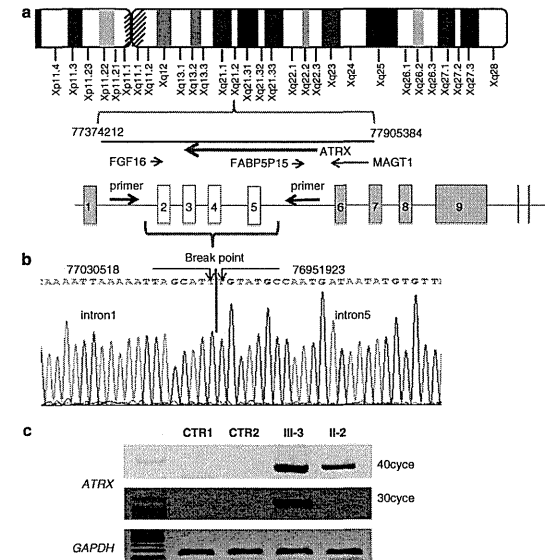 a
Xp11.4 Xp11.3 Xp11.23 Xp11.22 Xp11.21 Xp11.1 Xq11.1 Xq11.2 Xq12 Xq13.1 Xq13.2 Xq13.3 Xq21.1 Xq21.2 Xq21.31 Xq21.32 Xq21.33 Xq22.1 Xq22.2 Xq22.3 Xq23 Xq24 Xq25 Xq26.1 Xq26.2 Xq26.3 Xq27.1 Xq27.2 Xq27.3 Xq28
77374212 77905384
ATRX
FGF16 FABP5P15 MAGT1
primer primer
1 2 3 4 5 6 7 8 9
b
Break point
77030518 76951923
intron1 intron5
c
CTR1 CTR2 III-3 II-2
40cyce
ATRX
30cyce
GAPDH